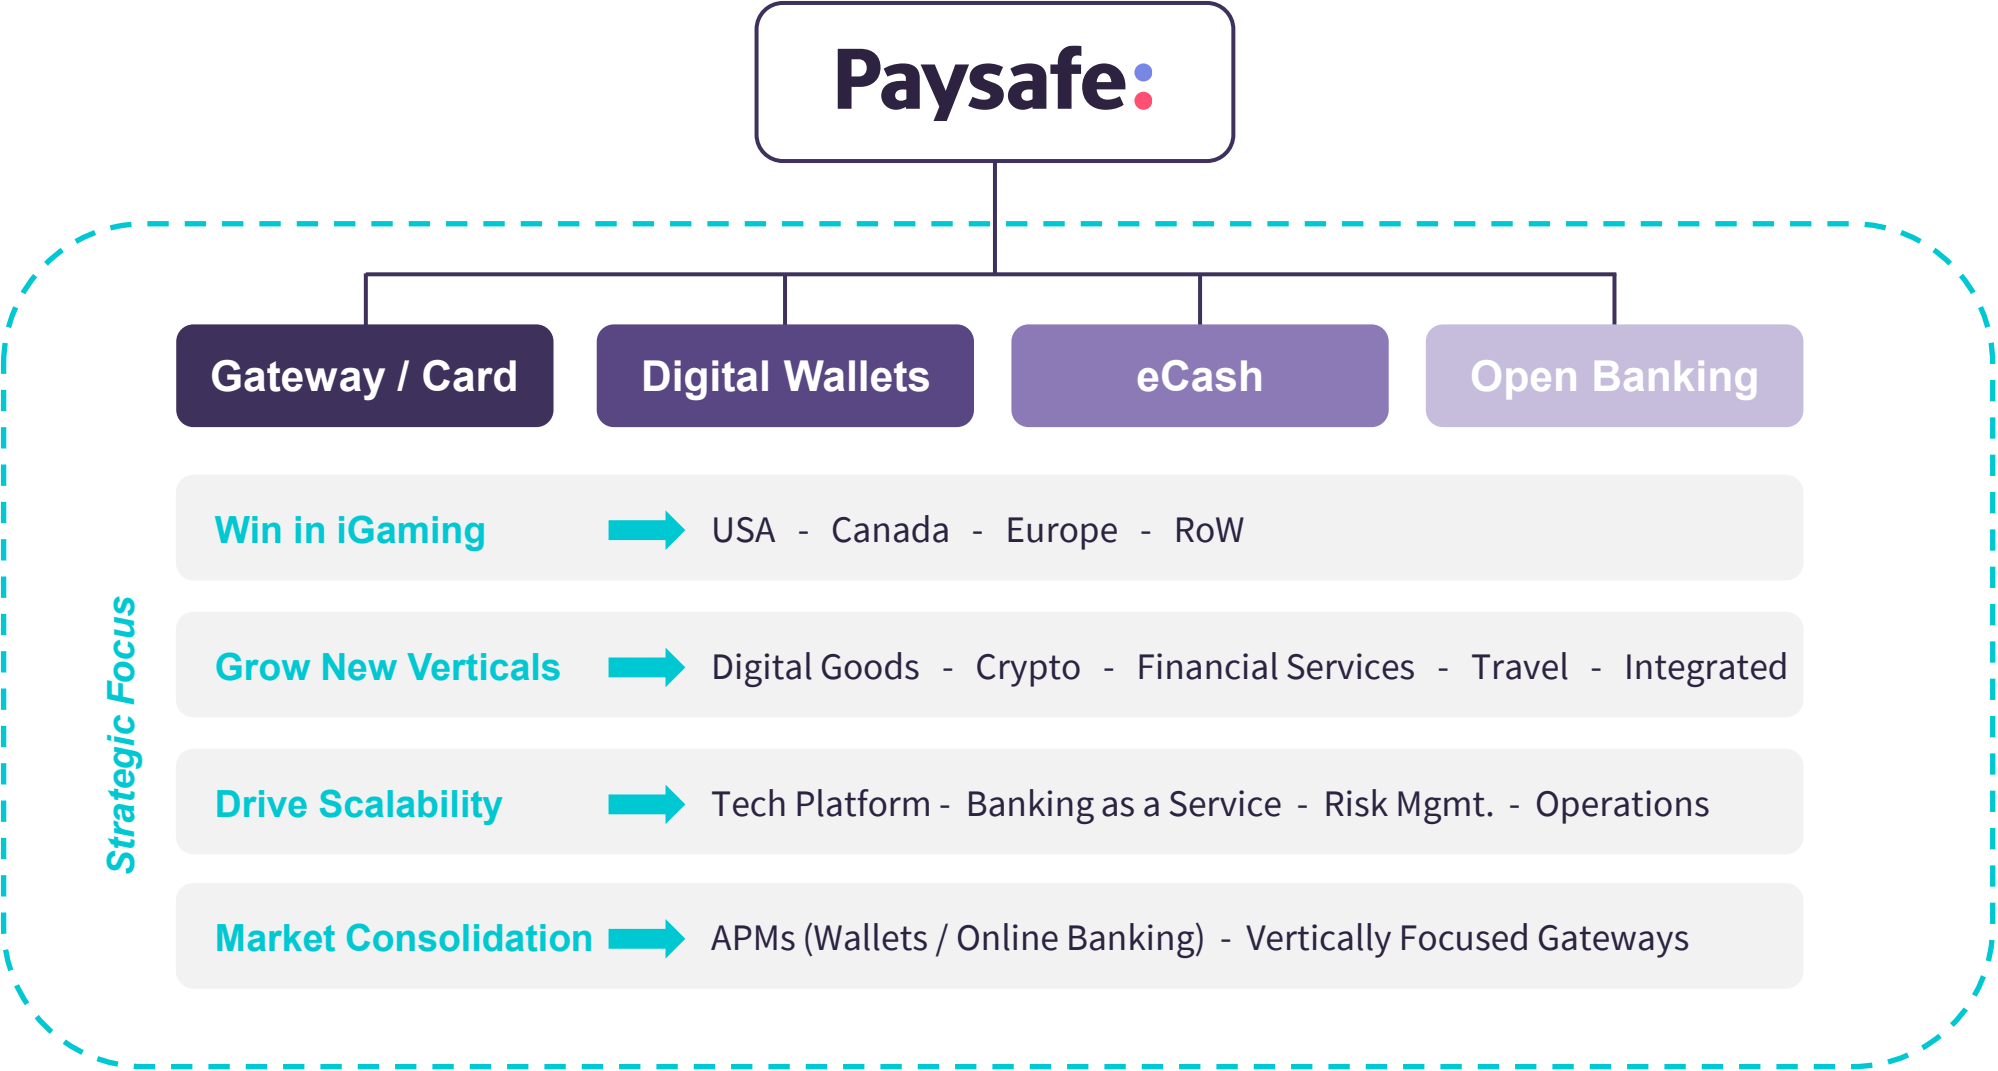 Paysafe:
Gateway / Card
Digital Wallets
eCash
Open Banking
Strategic Focus
Win in iGaming
USA - Canada - Europe - RoW
Grow New Verticals
Digital Goods - Crypto - Financial Services - Travel - Integrated
Drive Scalability
Tech Platform - Banking as a Service - Risk Mgmt. - Operations
Market Consolidation
APMs (Wallets / Online Banking) - Vertically Focused Gateways